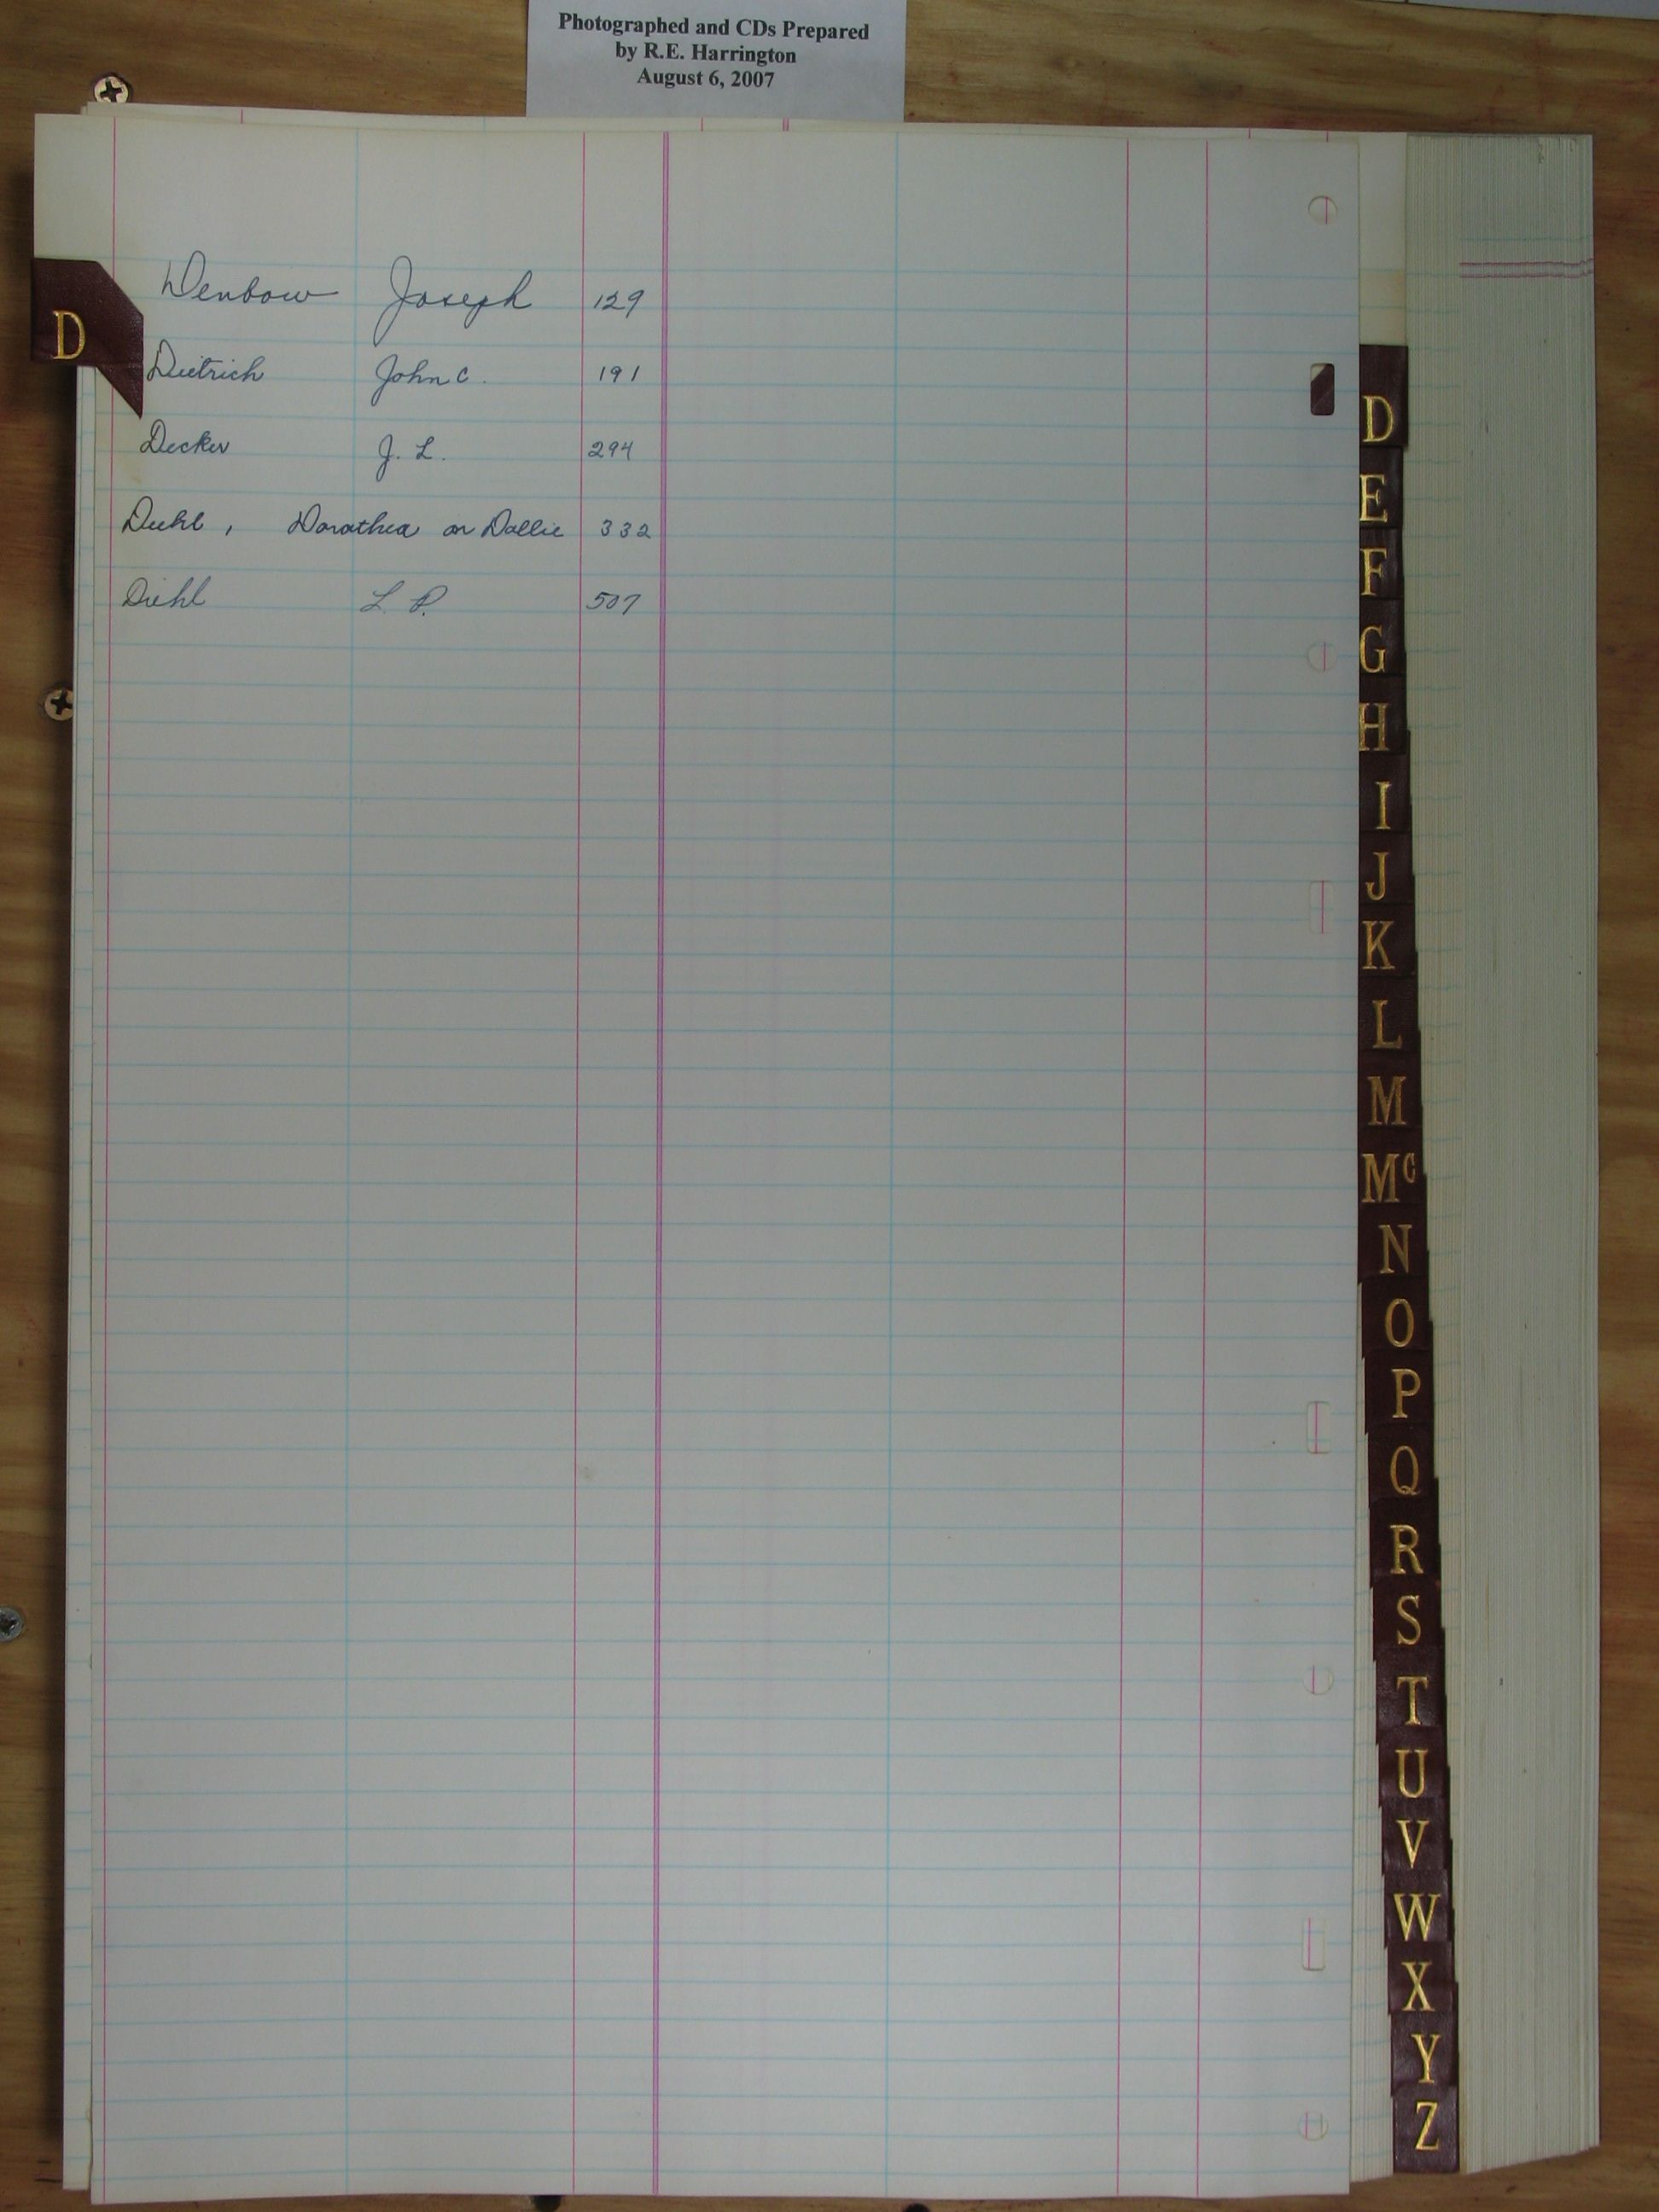 Photographed and CDs Prepared
by R.E. Harrington
August 6, 2007
Denbow Joseph 129
D
Dietrich John C. 191
Decker J. L. 294
Diehl, Dorothea or Dollie 332
Diehl L. P. 507
D
E
F
G
H
I
J
K
L
M
Mc
N
O
P
Q
R
S
T
U
V
W
X
Y
Z